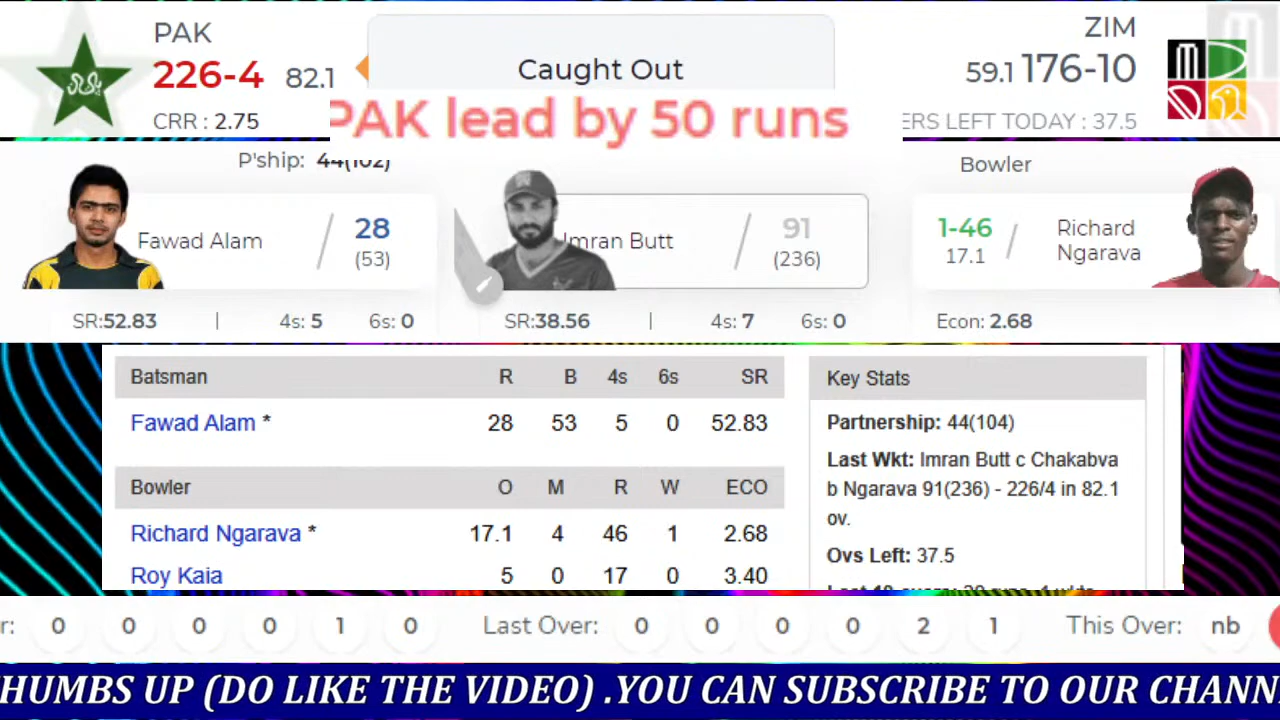 PAK
226-4 82.1
CRR : 2.75
Caught Out
PAK lead by 50 runs
ZIM
59.1 176-10
ERS LEFT TODAY : 37.5
P'ship: 44(102)
Fawad Alam
28
(53)
SR:52.83 | 4s: 5 6s: 0
Imran Butt
91
(236)
SR:38.56 | 4s: 7 6s: 0
Bowler
1-46
17.1
Richard
Ngarava
Econ: 2.68
Batsman R B 4s 6s SR
Fawad Alam * 28 53 5 0 52.83
Bowler O M R W ECO
Richard Ngarava * 17.1 4 46 1 2.68
Roy Kaia 5 0 17 0 3.40
Key Stats
Partnership: 44(104)
Last Wkt: Imran Butt c Chakabva
b Ngarava 91(236) - 226/4 in 82.1
ov.
Ovs Left: 37.5
r: 0 0 0 0 1 0 Last Over: 0 0 0 0 2 1 This Over: nb
HUMBS UP (DO LIKE THE VIDEO) .YOU CAN SUBSCRIBE TO OUR CHANN